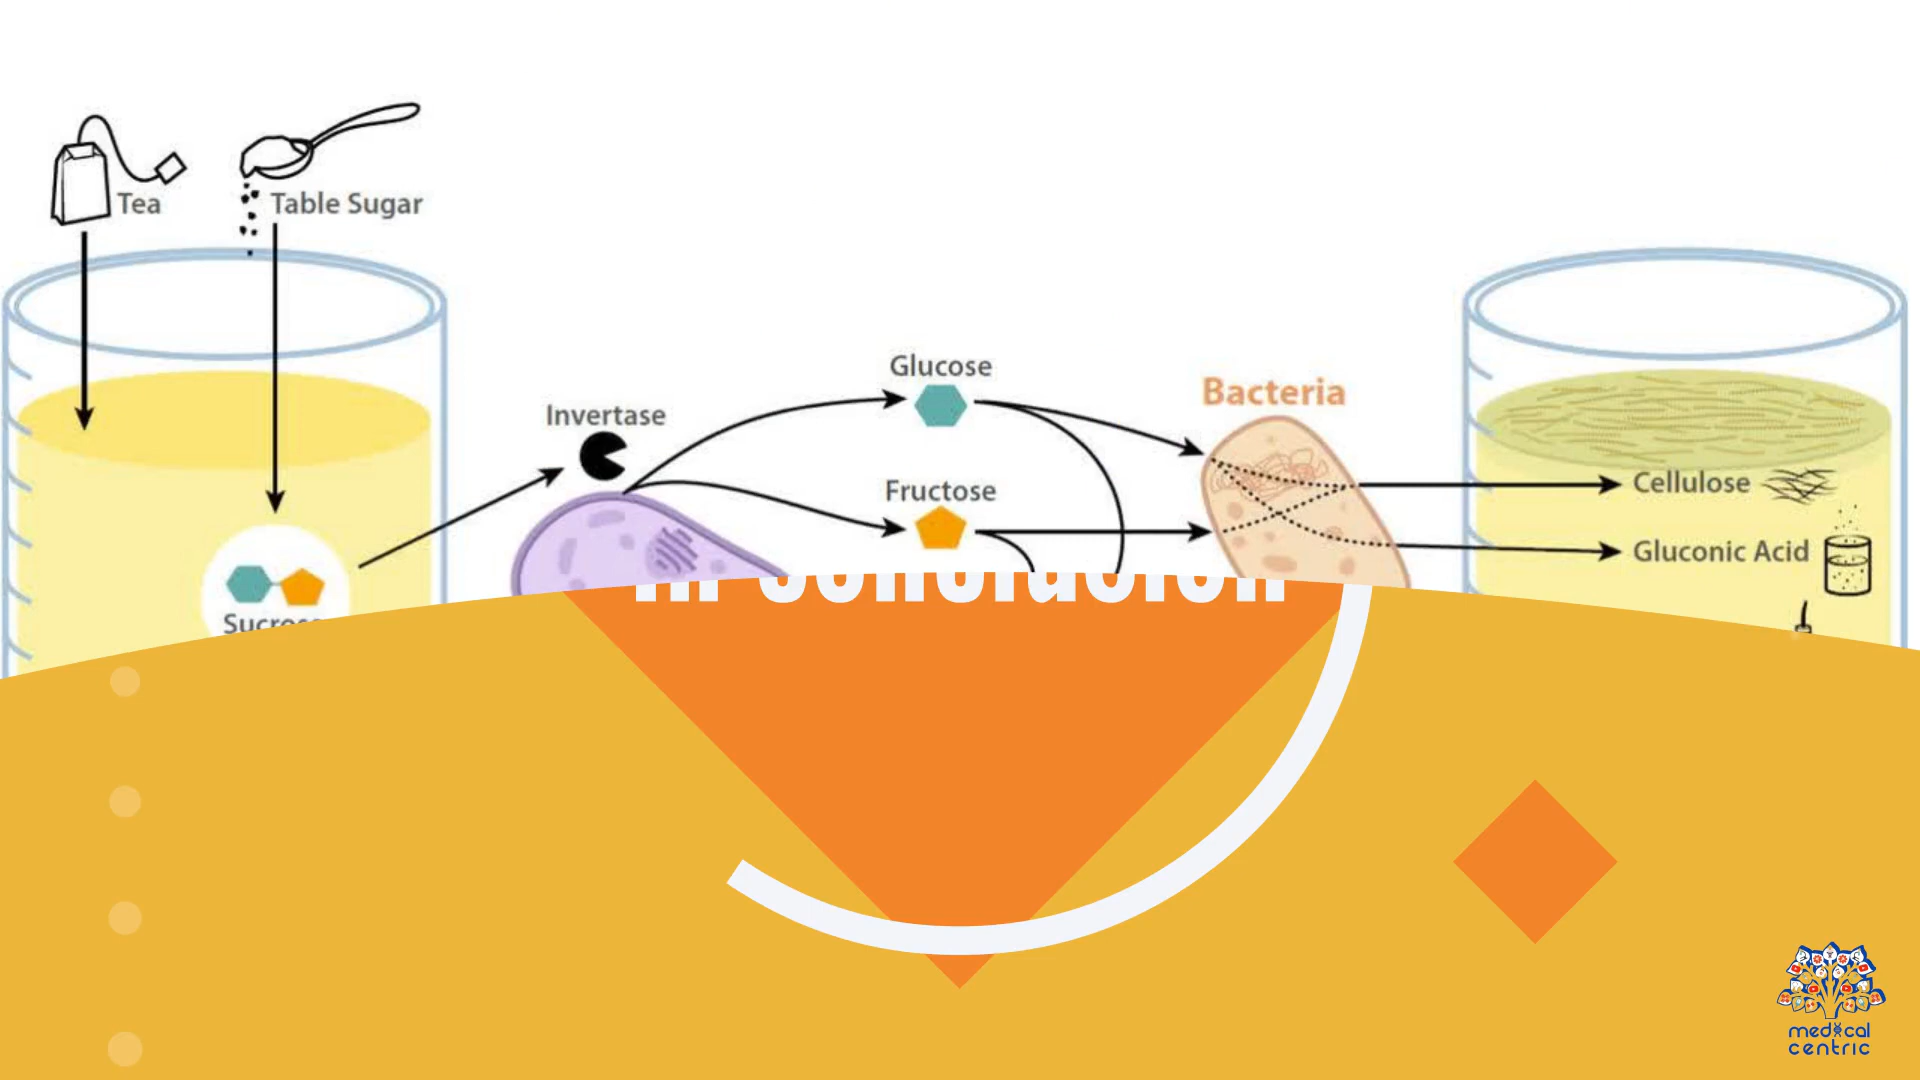 Tea
Table Sugar
Glucose
Bacteria
Invertase
Fructose
Cellulose
Gluconic Acid
medical
centric